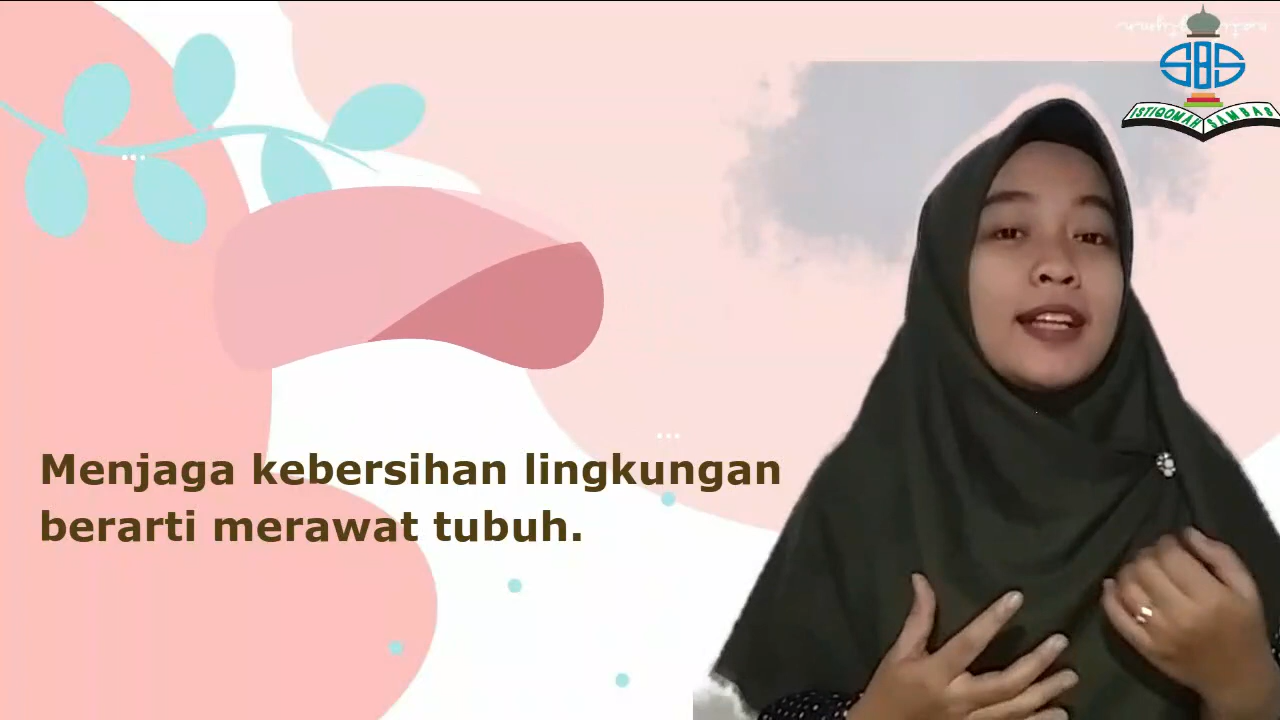 SBS
ISTIQOMAH SAMBAS
Menjaga kebersihan lingkungan
berarti merawat tubuh.